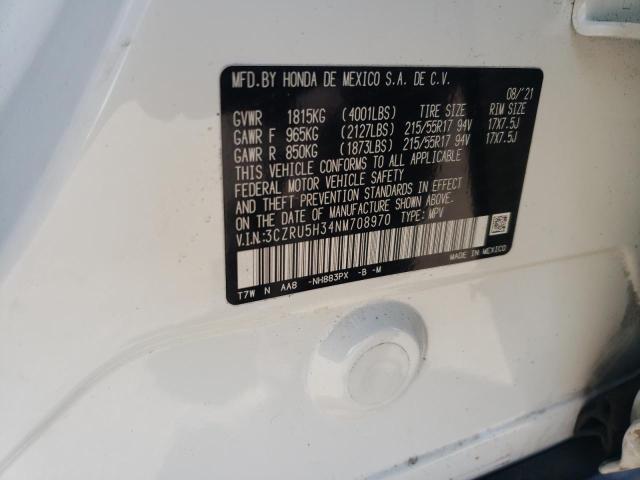 MFD.BY HONDA DE MEXICO S.A. DE C.V.
08/'21
GVWR 1815KG (4001LBS) TIRE SIZE RIM SIZE
GAWR F 965KG (2127LBS) 215/55R17 94V 17X7.5J
GAWR R 850KG (1873LBS) 215/55R17 94V 17X7.5J
THIS VEHICLE CONFORMS TO ALL APPLICABLE
FEDERAL MOTOR VEHICLE SAFETY
AND THEFT PREVENTION STANDARDS IN EFFECT
ON THE DATE OF MANUFACTURE SHOWN ABOVE.
V.I.N.:3CZRU5H34NM708970 TYPE: MPV
MADE IN MEXICO
T7W N AA8 -NH883PX -B -M